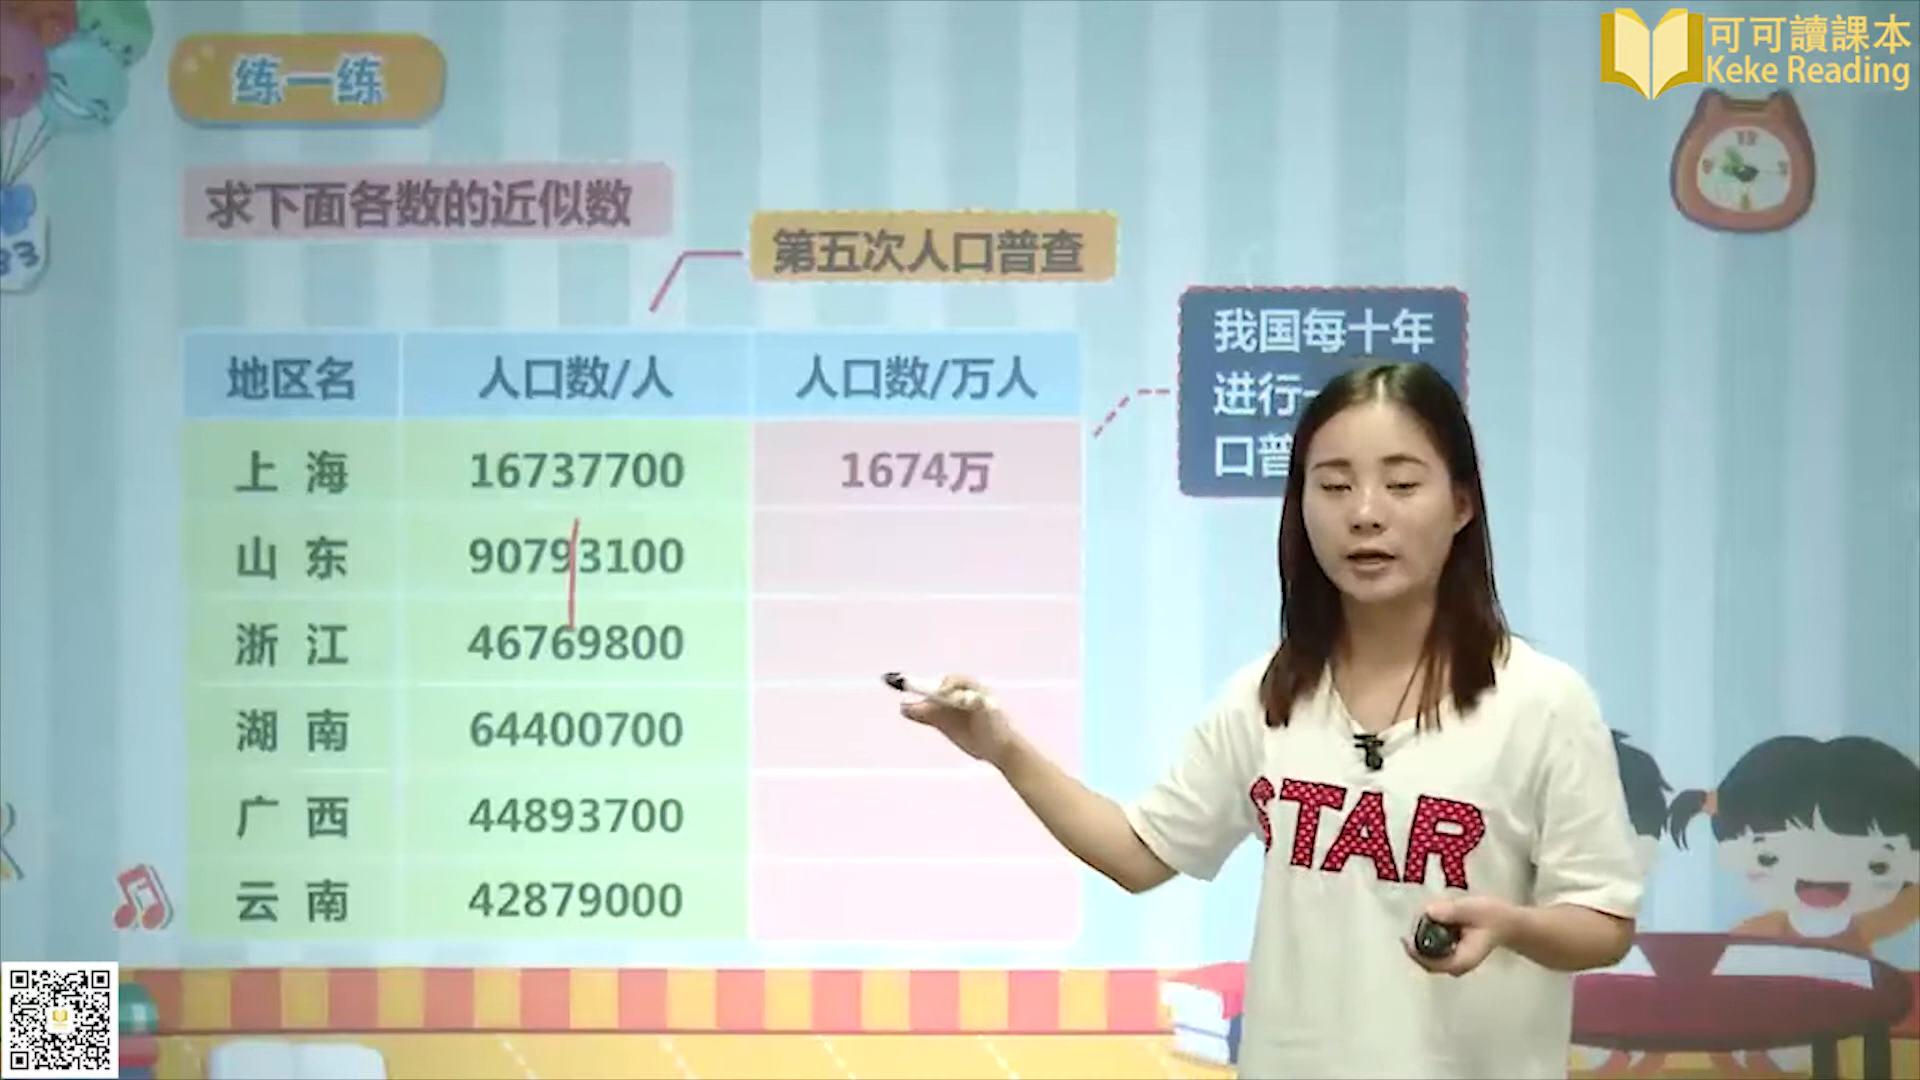 可可讀課本
Keke Reading
练一练
求下面各数的近似数
第五次人口普查
我国每十年
进行
口普
地区名 人口数/人 人口数/万人
上海 16737700 1674万
山东 90793100
浙江 46769800
湖南 64400700
广西 44893700
云南 42879000
STAR